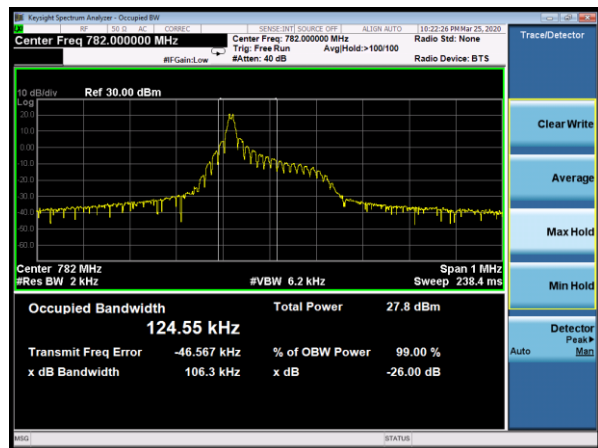 Keysight Spectrum Analyzer - Occupied BW
RF 50 Ω AC CORREC SENSE:INT SOURCE OFF ALIGN AUTO 10:22:26 PM Mar 25, 2020
Center Freq 782.000000 MHz
Center Freq: 782.000000 MHz
Radio Std: None
Trig: Free Run Avg|Hold:>100/100
#IFGain:Low #Atten: 40 dB Radio Device: BTS
Trace/Detector
10 dB/div Ref 30.00 dBm
Log
20.0
10.0
0.00
-10.0
-20.0
-30.0
-40.0
-50.0
-60.0
Center 782 MHz Span 1 MHz
#Res BW 2 kHz #VBW 6.2 kHz Sweep 238.4 ms
Occupied Bandwidth Total Power 27.8 dBm
124.55 kHz
Transmit Freq Error -46.567 kHz % of OBW Power 99.00 %
x dB Bandwidth 106.3 kHz x dB -26.00 dB
Clear Write
Average
Max Hold
Min Hold
Detector
Peak▶
Auto Man
MSG STATUS